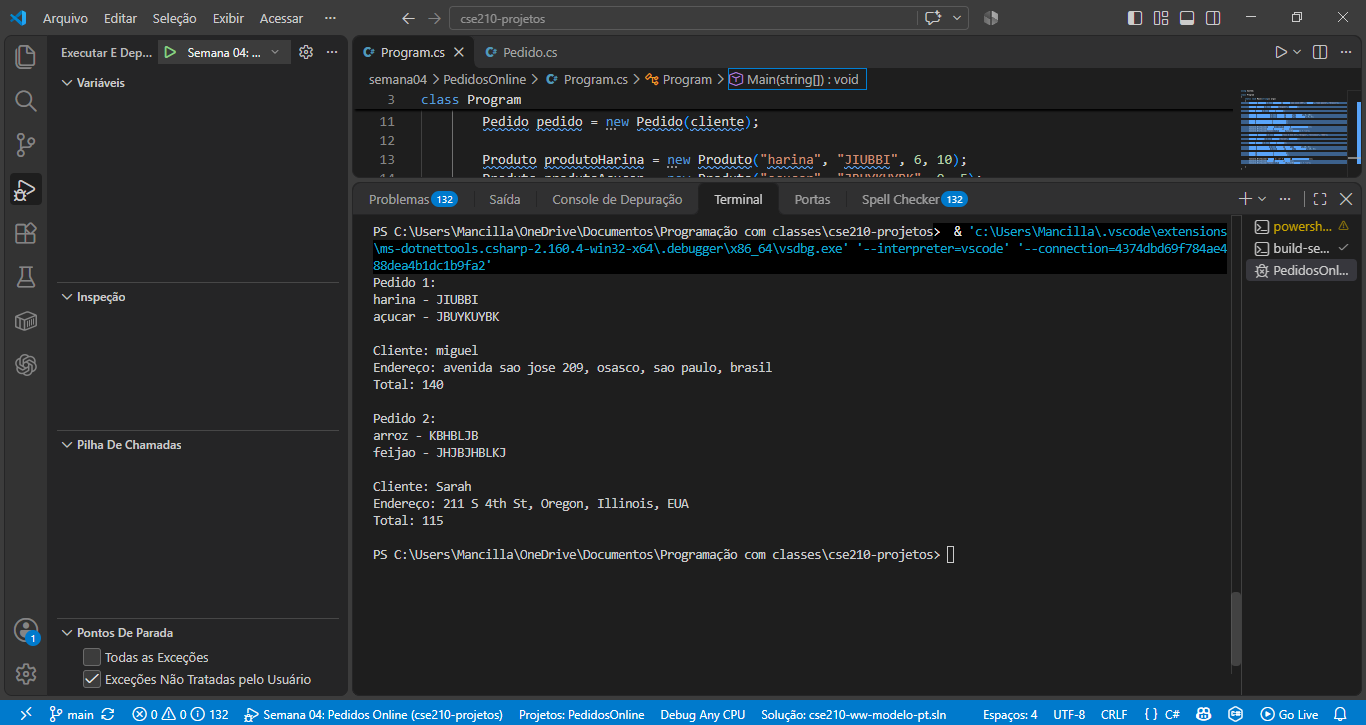 Arquivo Editar Seleção Exibir Acessar ··· cse210-projetos
Executar E Dep... Semana 04: ... ···
Variáveis
Inspeção
Pilha De Chamadas
Pontos De Parada
Todas as Exceções
Exceções Não Tratadas pelo Usuário
1
Program.cs Pedido.cs
semana04 > PedidosOnline > Program.cs > Program > Main(string[]) : void
3 class Program
11 Pedido pedido = new Pedido(cliente);
12
13 Produto produtoHarina = new Produto("harina", "JIUBBI", 6, 10);
Problemas 132 Saída Console de Depuração Terminal Portas Spell Checker 132
PS C:\Users\Mancilla\OneDrive\Documentos\Programação com classes\cse210-projetos> & 'c:\Users\Mancilla\.vscode\extensions
\ms-dotnettools.csharp-2.160.4-win32-x64\.debugger\x86_64\vsdbg.exe' '--interpreter=vscode' '--connection=4374dbd69f784ae4
88dea4b1dc1b9fa2'
Pedido 1:
harina - JIUBBI
açucar - JBUYKUYBK
Cliente: miguel
Endereço: avenida sao jose 209, osasco, sao paulo, brasil
Total: 140
Pedido 2:
arroz - KBHBLJB
feijao - JHJBJHBLKJ
Cliente: Sarah
Endereço: 211 S 4th St, Oregon, Illinois, EUA
Total: 115
PS C:\Users\Mancilla\OneDrive\Documentos\Programação com classes\cse210-projetos>
powersh...
build-se...
PedidosOnl...
main 0 0 132 Semana 04: Pedidos Online (cse210-projetos) Projetos: PedidosOnline Debug Any CPU Solução: cse210-ww-modelo-pt.sln Espaços: 4 UTF-8 CRLF { } C# Go Live